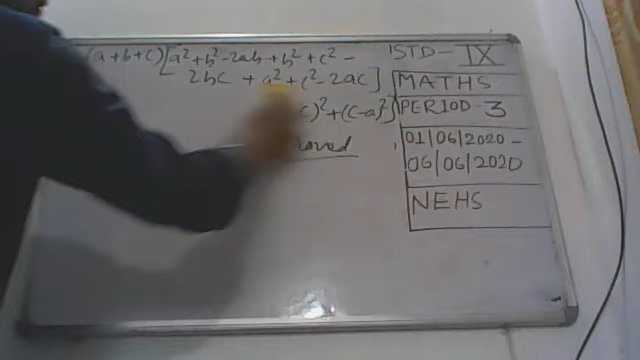 (a+b+c)[a²+b²-2ab+b²+c²-
2bc +a²+c²-2ac]
c)²+(c-a)²]
oved
STD-IX
MATHS
PERIOD-3
01/06/2020-
06/06/2020
NEHS